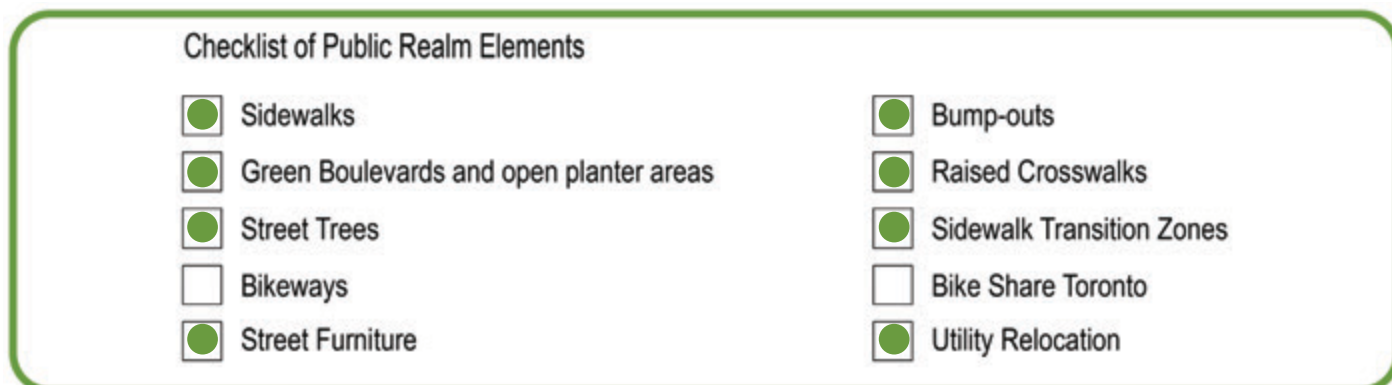 Checklist of Public Realm Elements
Sidewalks
Green Boulevards and open planter areas
Street Trees
Bikeways
Street Furniture
Bump-outs
Raised Crosswalks
Sidewalk Transition Zones
Bike Share Toronto
Utility Relocation